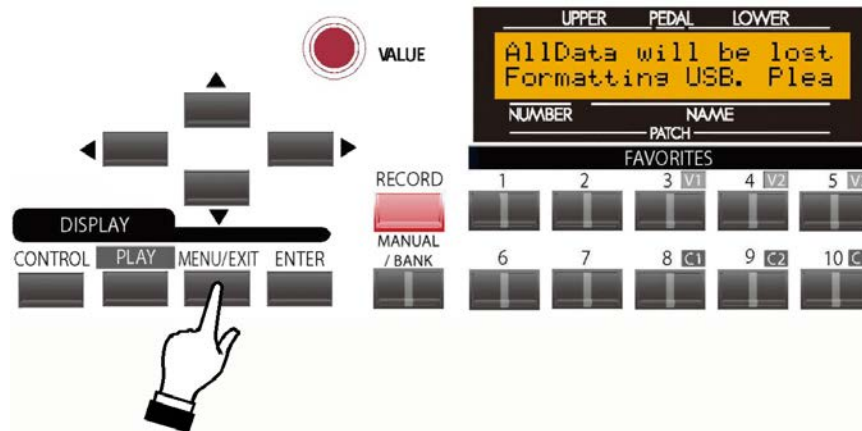 UPPER PEDAL LOWER
VALUE
AllData will be lost
Formatting USB. Plea
NUMBER NAME
PATCH
FAVORITES
RECORD
1 2 3 V1 4 V2 5 V
DISPLAY
MANUAL
/ BANK
CONTROL PLAY MENU/EXIT ENTER
6 7 8 C1 9 C2 10 C